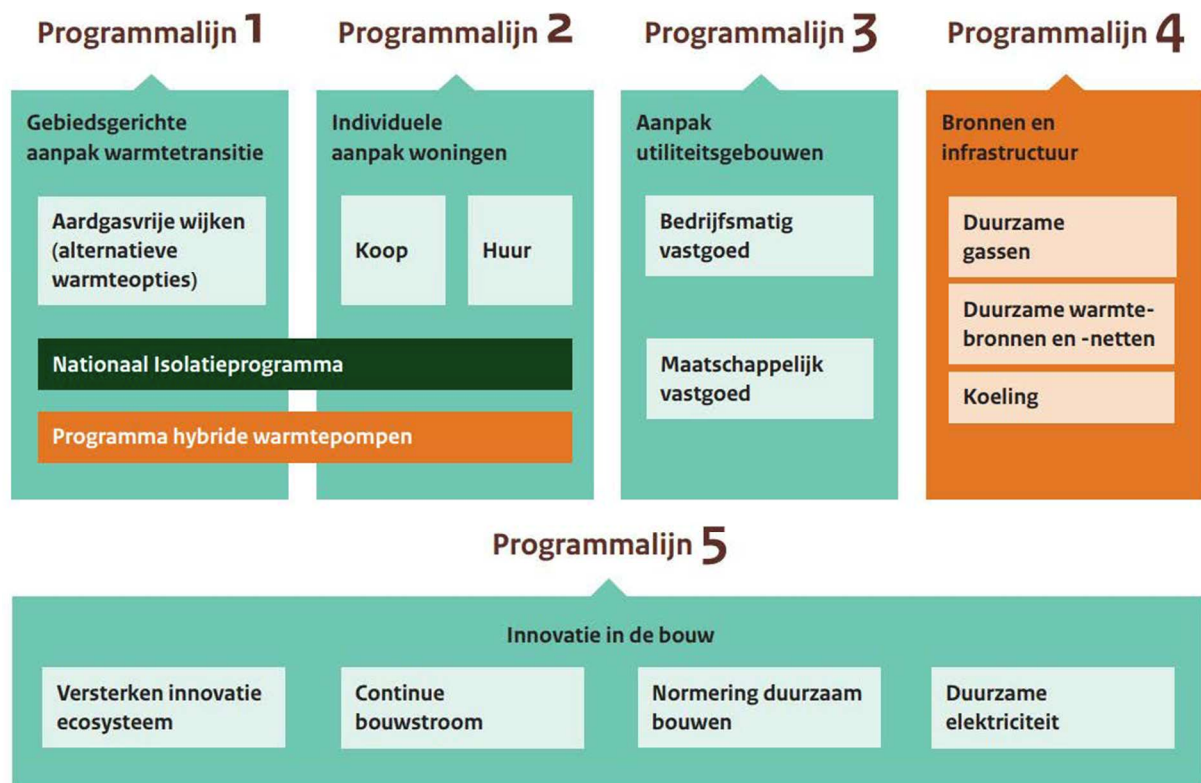 Programmalijn 1
Gebiedsgerichte
aanpak warmtetransitie
Aardgasvrije wijken
(alternatieve
warmteopties)
Programmalijn 2
Individuele
aanpak woningen
Koop
Huur
Nationaal Isolatieprogramma
Programma hybride warmtepompen
Programmalijn 3
Aanpak
utiliteitsgebouwen
Bedrijfsmatig
vastgoed
Maatschappelijk
vastgoed
Programmalijn 4
Bronnen en
infrastructuur
Duurzame
gassen
Duurzame warmte-
bronnen en -netten
Koeling
Programmalijn 5
Innovatie in de bouw
Versterken innovatie
ecosysteem
Continue
bouwstroom
Normering duurzaam
bouwen
Duurzame
elektriciteit